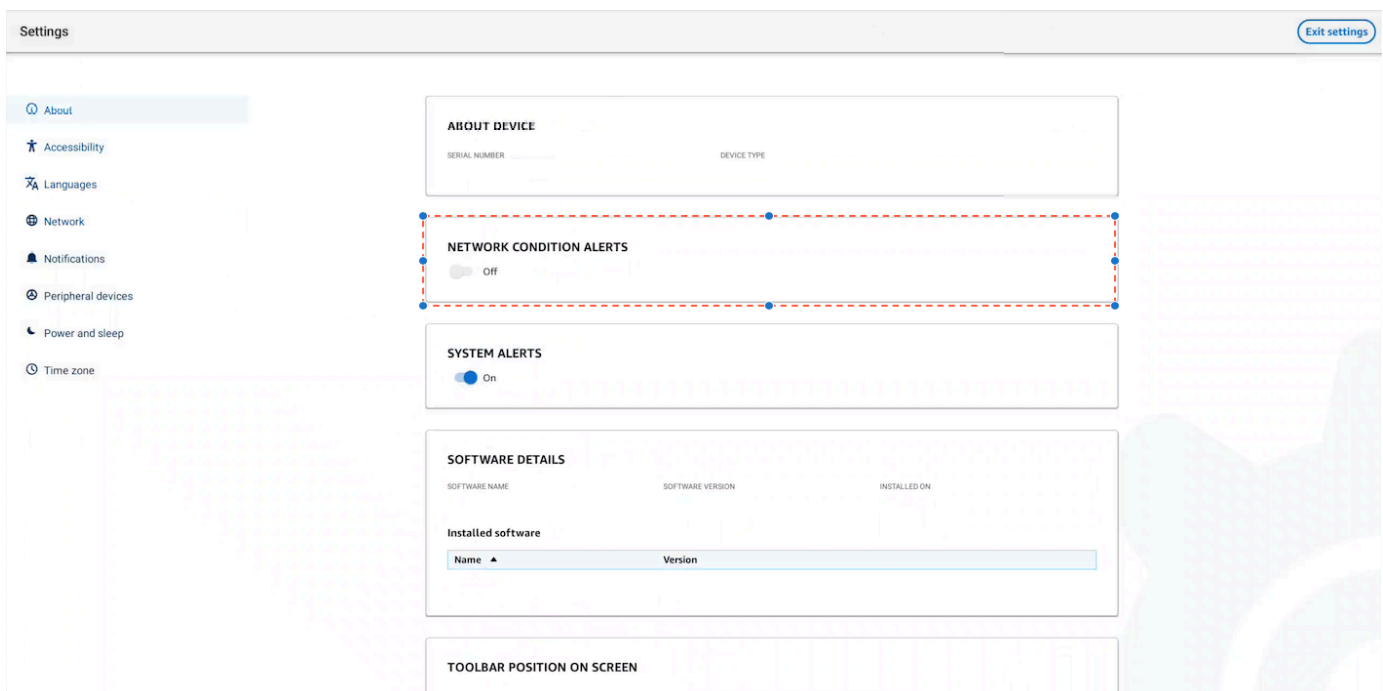 Settings
Exit settings
About
Accessibility
Languages
Network
Notifications
Peripheral devices
Power and sleep
Time zone
ABOUT DEVICE
SERIAL NUMBER DEVICE TYPE
NETWORK CONDITION ALERTS
Off
SYSTEM ALERTS
On
SOFTWARE DETAILS
SOFTWARE NAME SOFTWARE VERSION INSTALLED ON
Installed software
Name Version
TOOLBAR POSITION ON SCREEN